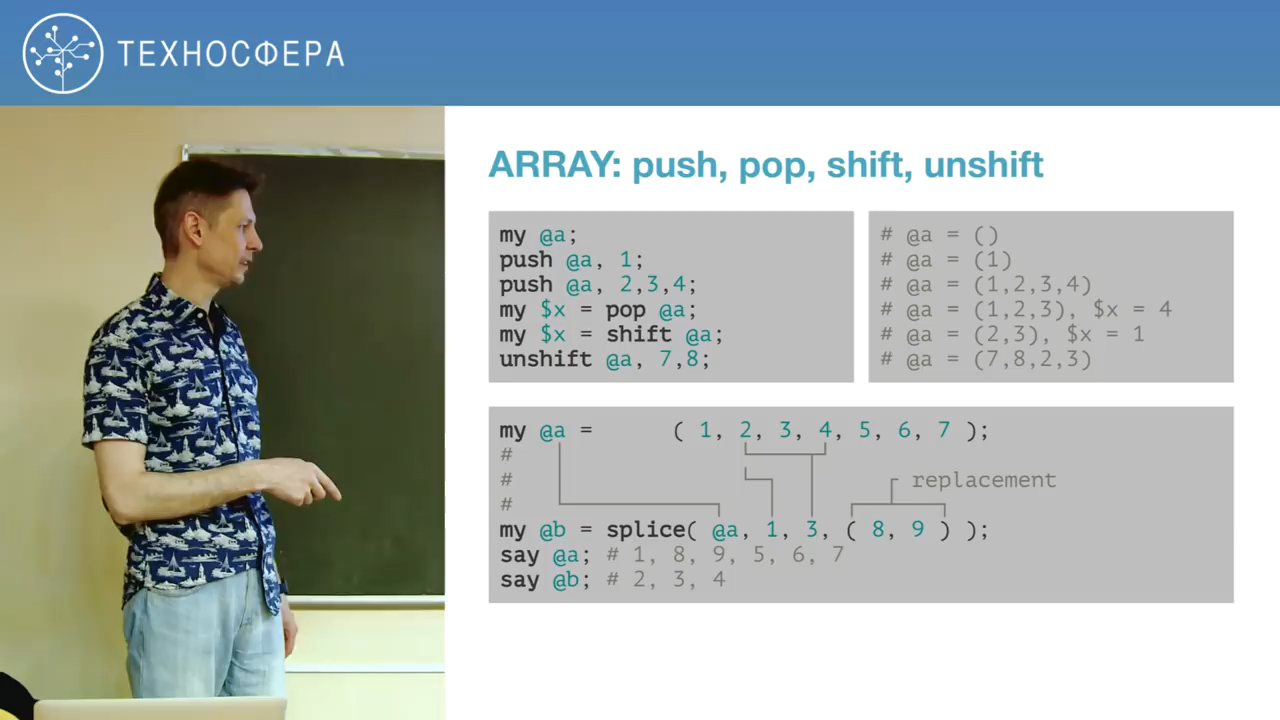 ТЕХНОСФЕРА
ARRAY: push, pop, shift, unshift
my @a;
push @a, 1;
push @a, 2,3,4;
my $x = pop @a;
my $x = shift @a;
unshift @a, 7,8;
# @a = ()
# @a = (1)
# @a = (1,2,3,4)
# @a = (1,2,3), $x = 4
# @a = (2,3), $x = 1
# @a = (7,8,2,3)
my @a = ( 1, 2, 3, 4, 5, 6, 7 );
#
# replacement
#
my @b = splice( @a, 1, 3, ( 8, 9 ) );
say @a; # 1, 8, 9, 5, 6, 7
say @b; # 2, 3, 4